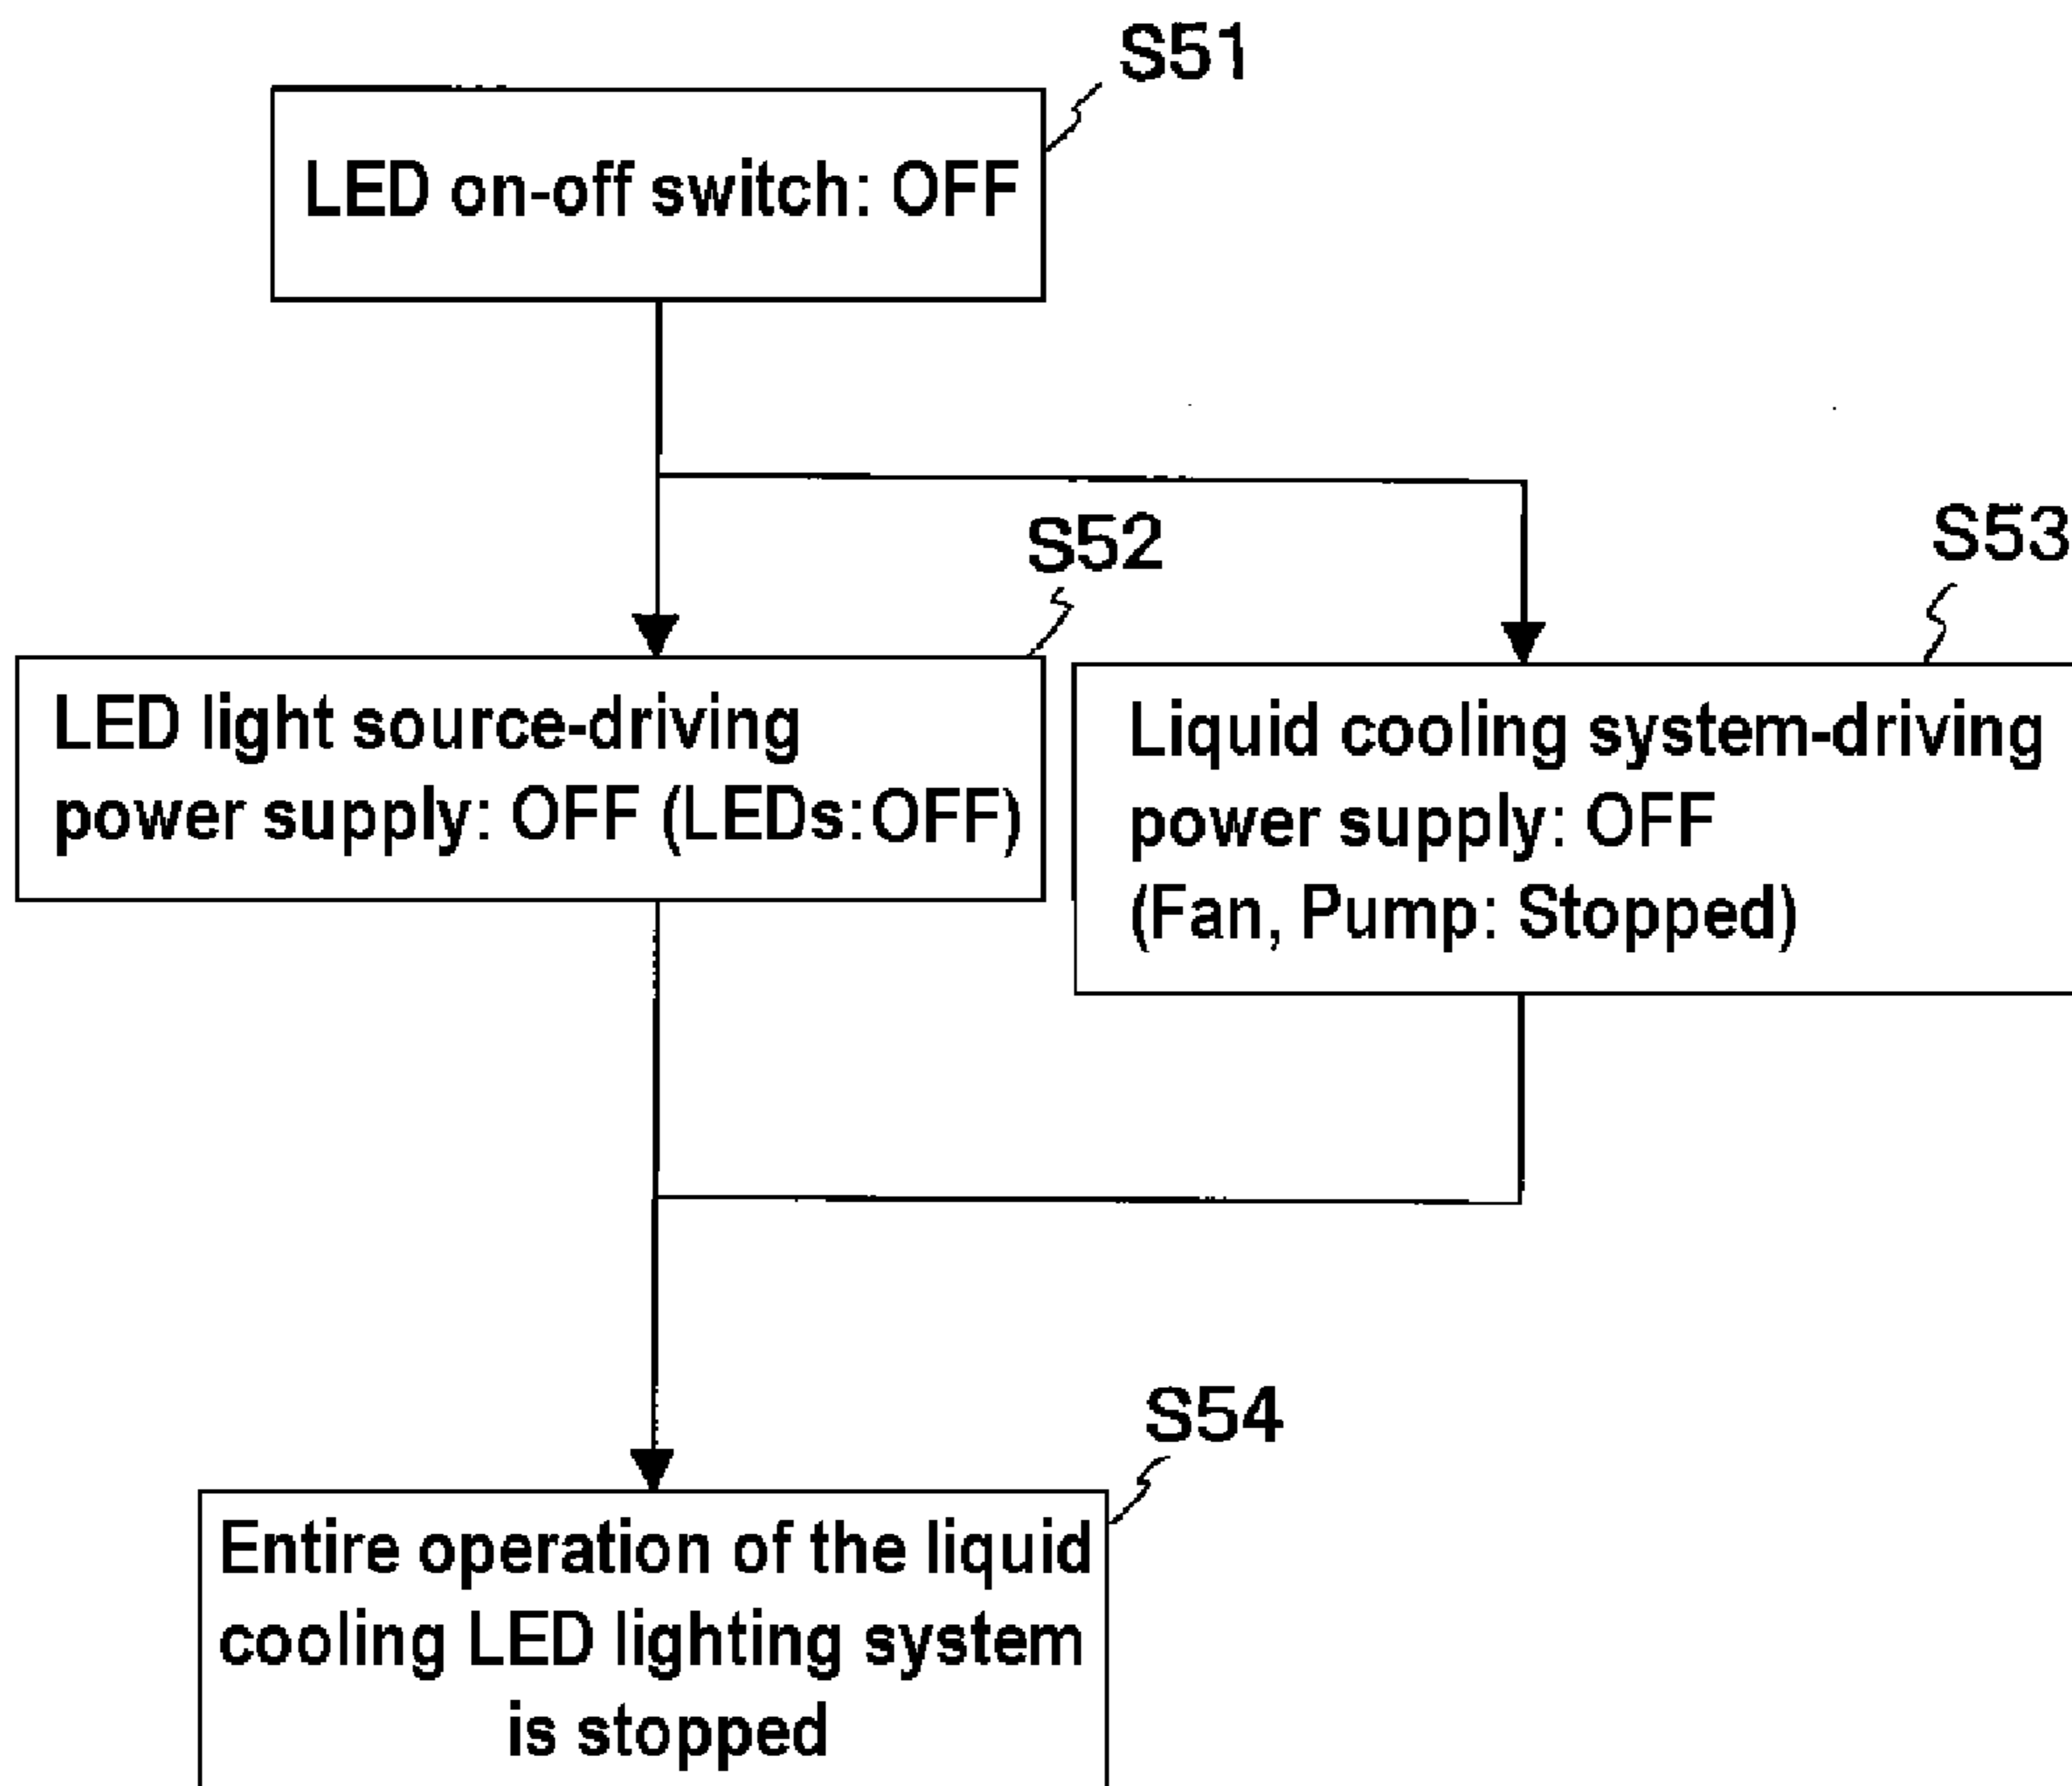 S51
LED on-off switch: OFF
S52
LED light source-driving
power supply: OFF (LEDs:OFF)
S53
Liquid cooling system-driving
power supply: OFF
(Fan, Pump: Stopped)
S54
Entire operation of the liquid
cooling LED lighting system
is stopped